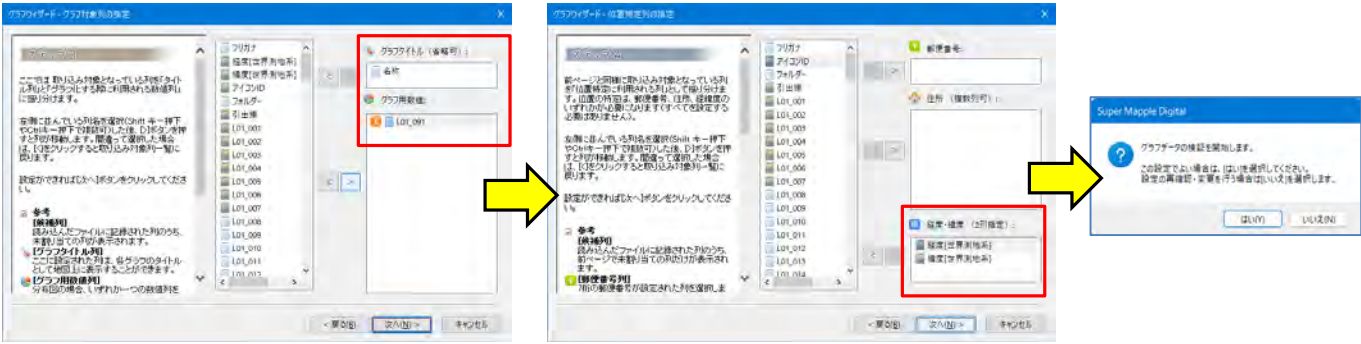 グラフウィザード - グラフ対象列の指定
ここでは 取り込み対象となっている列を「タイトル列」と「グラフ化する際に利用される数値列」に振り分けます。
左側に並んでいる列名を選択(Shift キー押下やCtrlキー押下で複数可)した後、[>]ボタンを押すと列が移動します。間違って選択した場合は、[<]をクリックすると取り込み対象列一覧に戻ります。
設定ができれば[次へ]ボタンをクリックしてください。
参考
[候補列]
読み込んだファイルに記録された列のうち、未割り当ての列が表示されます。
[グラフタイトル列]
ここに設定された列は、各グラフのタイトルとして地図上に表示することができます。
[グラフ用数値列]
分布図の場合、いずれか一つの数値列を
フリガナ
経度[世界測地系]
緯度[世界測地系]
アイコンID
フォルダー
引出線
L01_001
L01_002
L01_003
L01_004
L01_005
L01_006
L01_007
L01_008
L01_009
L01_010
L01_011
L01_012
グラフタイトル (省略可) :
名称
グラフ用数値:
L01_091
< 戻る(B)
次へ(N) >
キャンセル
グラフウィザード - 位置特定列の指定
前ページと同様に取り込み対象となっている列を「位置特定に利用される列」として振り分けます。位置の特定は、郵便番号、住所、経緯度のいずれかが必要になります(すべてを設定する必要はありません)。
左側に並んでいる列名を選択(Shift キー押下やCtrlキー押下で複数可)した後、[>]ボタンを押すと列が移動します。間違って選択した場合は、[<]をクリックすると取り込み対象列一覧に戻ります。
設定ができれば[次へ]ボタンをクリックしてください。
参考
[候補列]
読み込んだファイルに記録された列のうち、前ページで未割り当ての列だけが表示されます。
[郵便番号列]
7桁の郵便番号が設定された列を選択しま
フリガナ
アイコンID
フォルダー
引出線
L01_001
L01_002
L01_003
L01_004
L01_005
L01_006
L01_007
L01_008
L01_009
L01_010
L01_011
L01_012
L01_013
L01_014
郵便番号:
住所 (複数列可) :
経度・緯度 (2列指定) :
経度[世界測地系]
緯度[世界測地系]
< 戻る(B)
次へ(N) >
キャンセル
Super Mapple Digital
グラフデータの検証を開始します。
この設定でよい場合は、[はい]を選択してください。
設定の再確認・変更を行う場合は[いいえ]を選択します。
はい(Y)
いいえ(N)